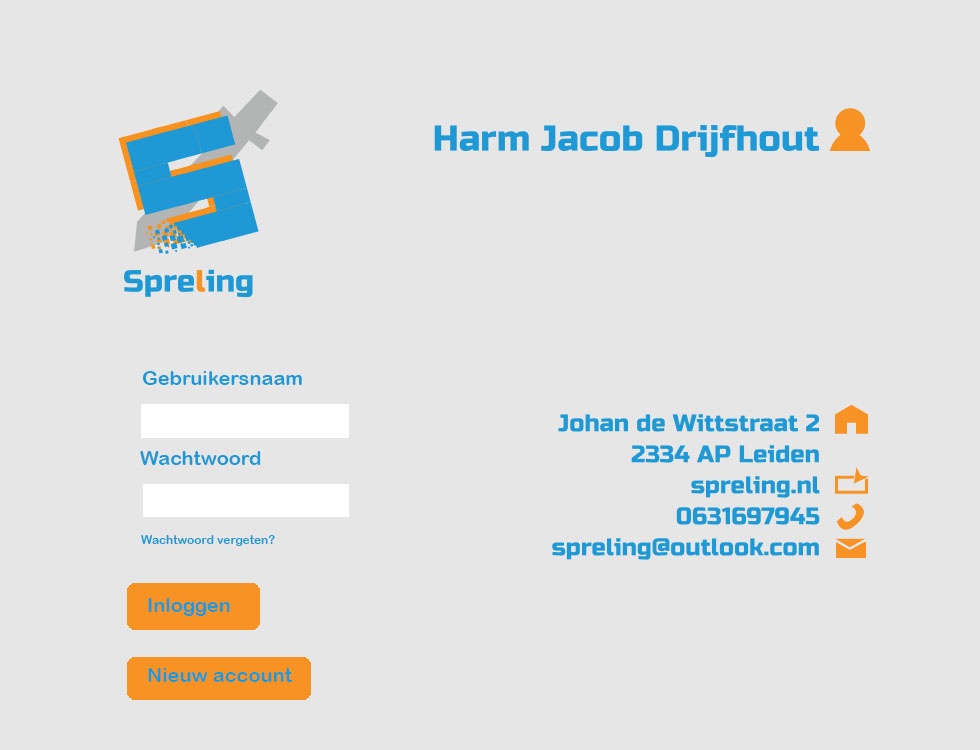 Harm Jacob Drijfhout
Spreling
Gebruikersnaam
Wachtwoord
Wachtwoord vergeten?
Inloggen
Nieuw account
Johan de Wittstraat 2
2334 AP Leiden
spreling.nl
0631697945
spreling@outlook.com